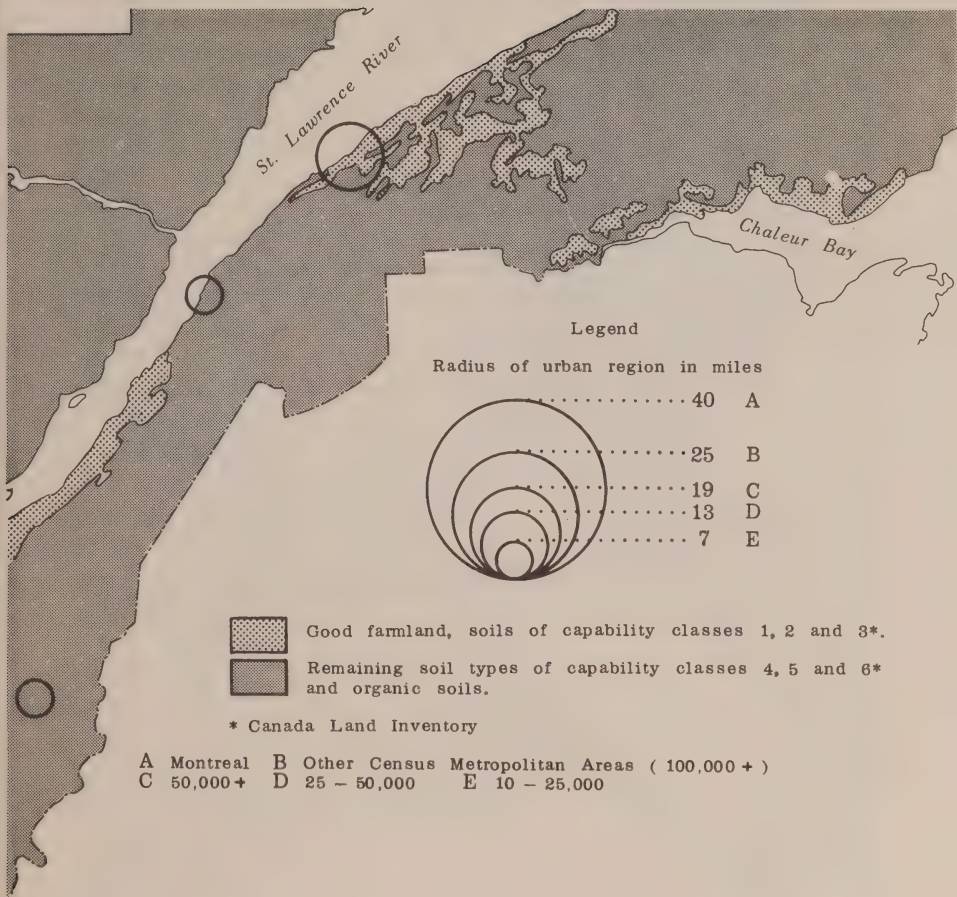 St. Lawrence River
Chaleur Bay
Legend
Radius of urban region in miles
40 A
25 B
19 C
13 D
7 E
Good farmland, soils of capability classes 1, 2 and 3*.
Remaining soil types of capability classes 4, 5 and 6*
and organic soils.
* Canada Land Inventory
A Montreal B Other Census Metropolitan Areas ( 100,000 + )
C 50,000 + D 25 – 50,000 E 10 – 25,000